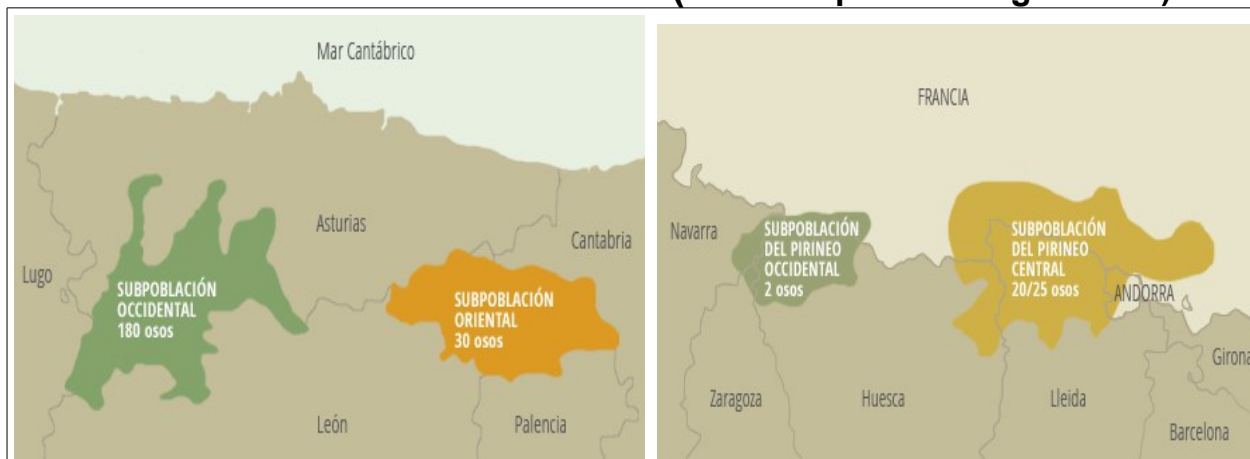 Mar Cantábrico
Asturias
Cantabria
Lugo
SUBPOBLACIÓN
OCCIDENTAL
180 osos
SUBPOBLACIÓN
ORIENTAL
30 osos
León
Palencia
FRANCIA
Navarra
SUBPOBLACIÓN
DEL PIRINEO
OCCIDENTAL
2 osos
SUBPOBLACIÓN
DEL PIRINEO
CENTRAL
20/25 osos
ANDORRA
Girona
Zaragoza
Huesca
Lleida
Barcelona